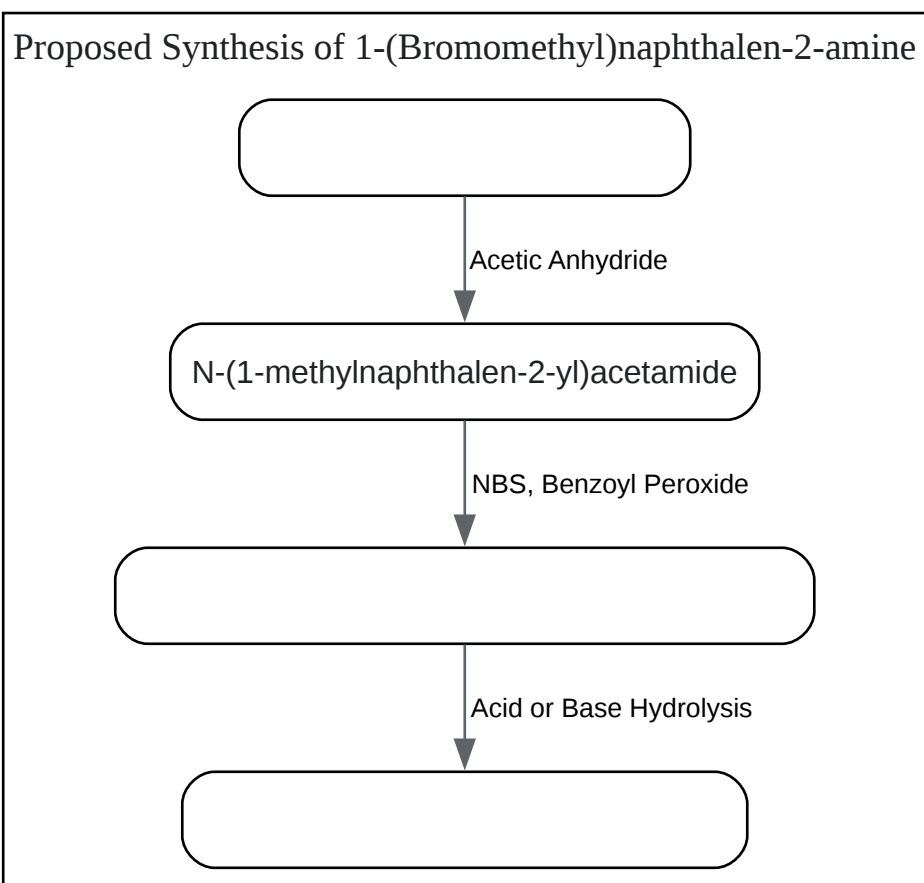 Proposed Synthesis of 1-(Bromomethyl)naphthalen-2-amine
Acetic Anhydride
N-(1-methylnaphthalen-2-yl)acetamide
NBS, Benzoyl Peroxide
Acid or Base Hydrolysis